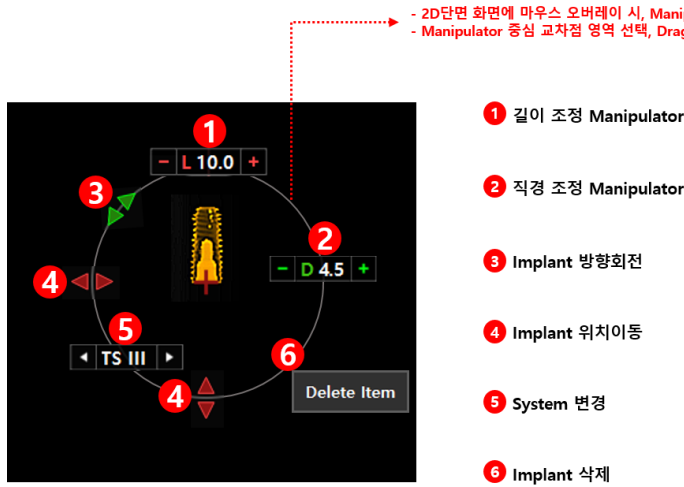 - 2D단면 화면에 마우스 오버레이 시,
- Manipulator 중심 교차점 영역 선택,
1
- L 10.0 +
3
2
- D 4.5 +
4
5
◄ TS III ►
6
4
Delete Item
1 길이 조정 Manipulator
2 직경 조정 Manipulator
3 Implant 방향회전
4 Implant 위치이동
5 System 변경
6 Implant 삭제